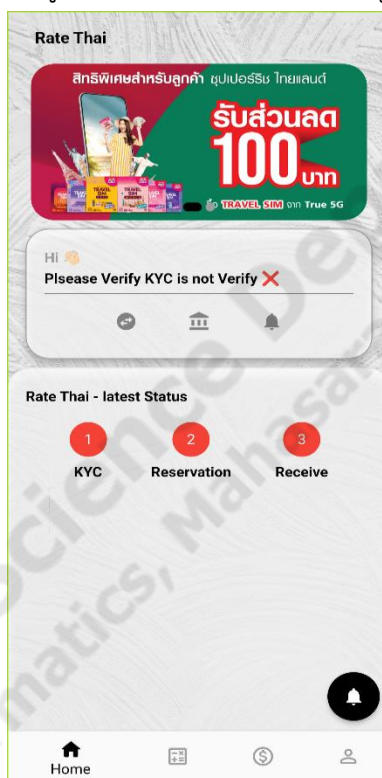 Rate Thai
สิทธิพิเศษสำหรับลูกค้า ซุปเปอร์ริช ไทยแลนด์
รับส่วนลด
100 บาท
ซื้อ TRAVEL SIM จาก True 5G
Hi 👋
Plsease Verify KYC is not Verify ❌
Rate Thai - latest Status
1 2 3
KYC Reservation Receive
Home